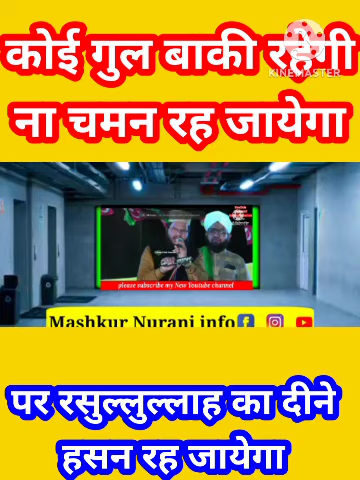 कोई गुल बाकी रहेगी
KINEMASTER
ना चमन रह जायेगा
please subscribe my New Youtube channel
Mashkur Nurani info
पर रसुल्लुल्लाह का दीने
हसन रह जायेगा